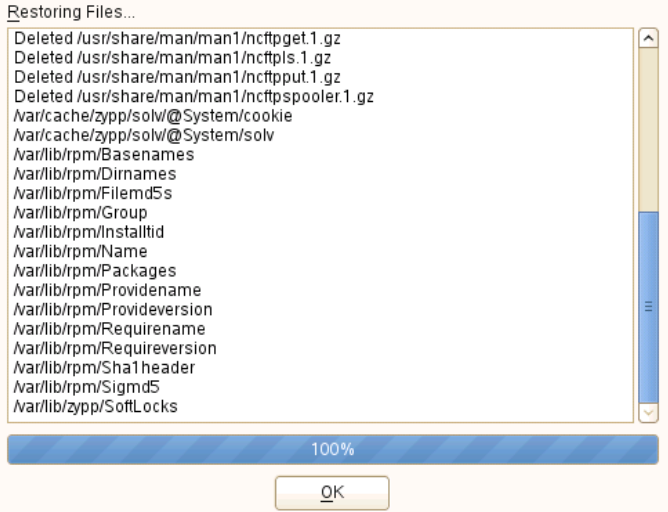 Restoring Files...
Deleted /usr/share/man/man1/ncftpget.1.gz
Deleted /usr/share/man/man1/ncftpls.1.gz
Deleted /usr/share/man/man1/ncftpput.1.gz
Deleted /usr/share/man/man1/ncftpspooler.1.gz
/var/cache/zypp/solv/@System/cookie
/var/cache/zypp/solv/@System/solv
/var/lib/rpm/Basenames
/var/lib/rpm/Dirnames
/var/lib/rpm/Filemd5s
/var/lib/rpm/Group
/var/lib/rpm/Installtid
/var/lib/rpm/Name
/var/lib/rpm/Packages
/var/lib/rpm/Providename
/var/lib/rpm/Provideversion
/var/lib/rpm/Requirename
/var/lib/rpm/Requireversion
/var/lib/rpm/Sha1header
/var/lib/rpm/Sigmd5
/var/lib/zypp/SoftLocks
100%
OK